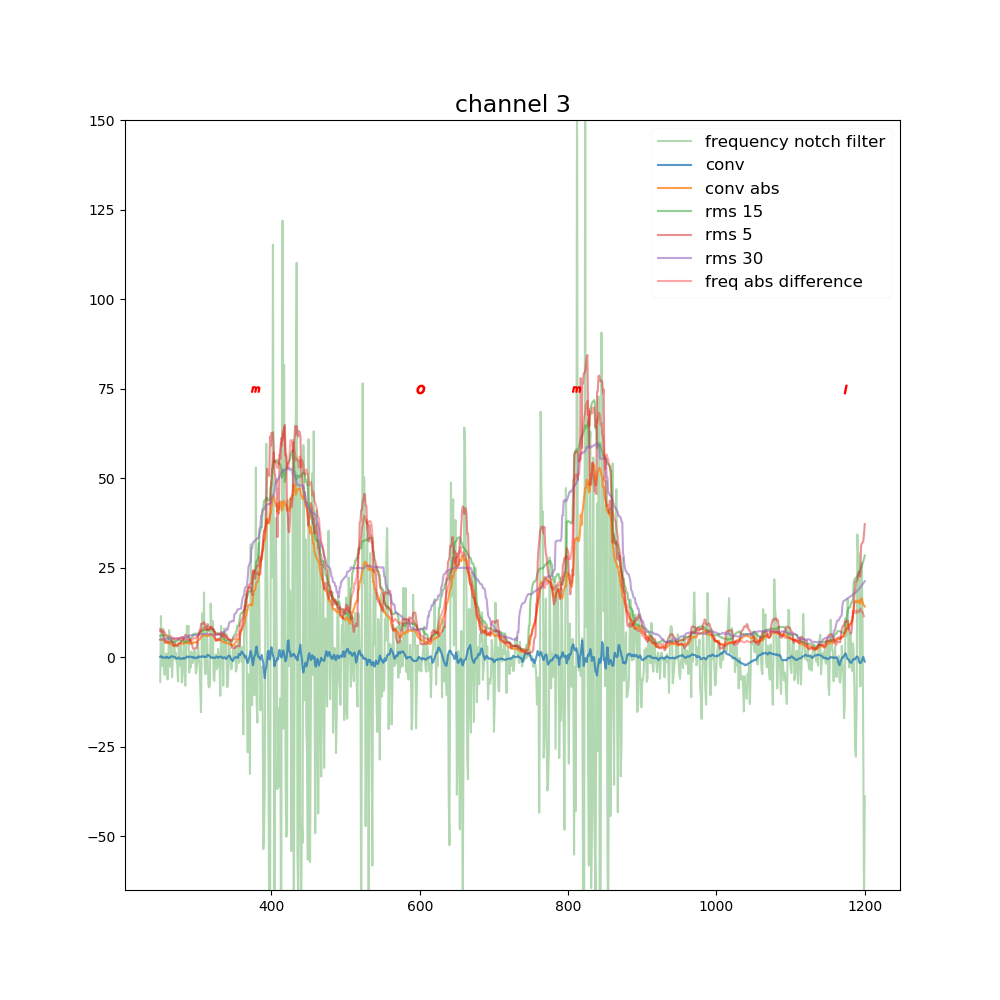 channel 3
150
125
100
75
50
25
0
−25
−50
frequency notch filter
conv
conv abs
rms 15
rms 5
rms 30
freq abs difference
m O m I
400 600 800 1000 1200